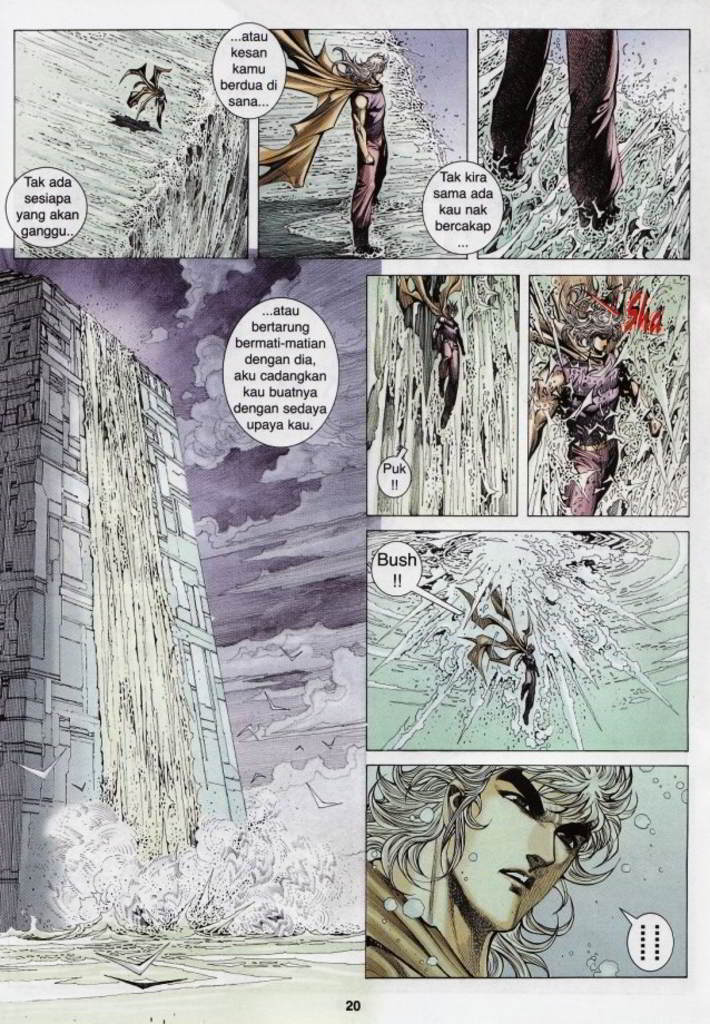 Tak ada
sesiapa
yang akan
ganggu..
...atau
kesan
kamu
berdua di
sana...
Tak kira
sama ada
kau nak
bercakap
...
...atau
bertarung
bermati-matian
dengan dia,
aku cadangkan
kau buatnya
dengan sedaya
upaya kau.
Puk
!!
Sha
Bush
!!
......
20